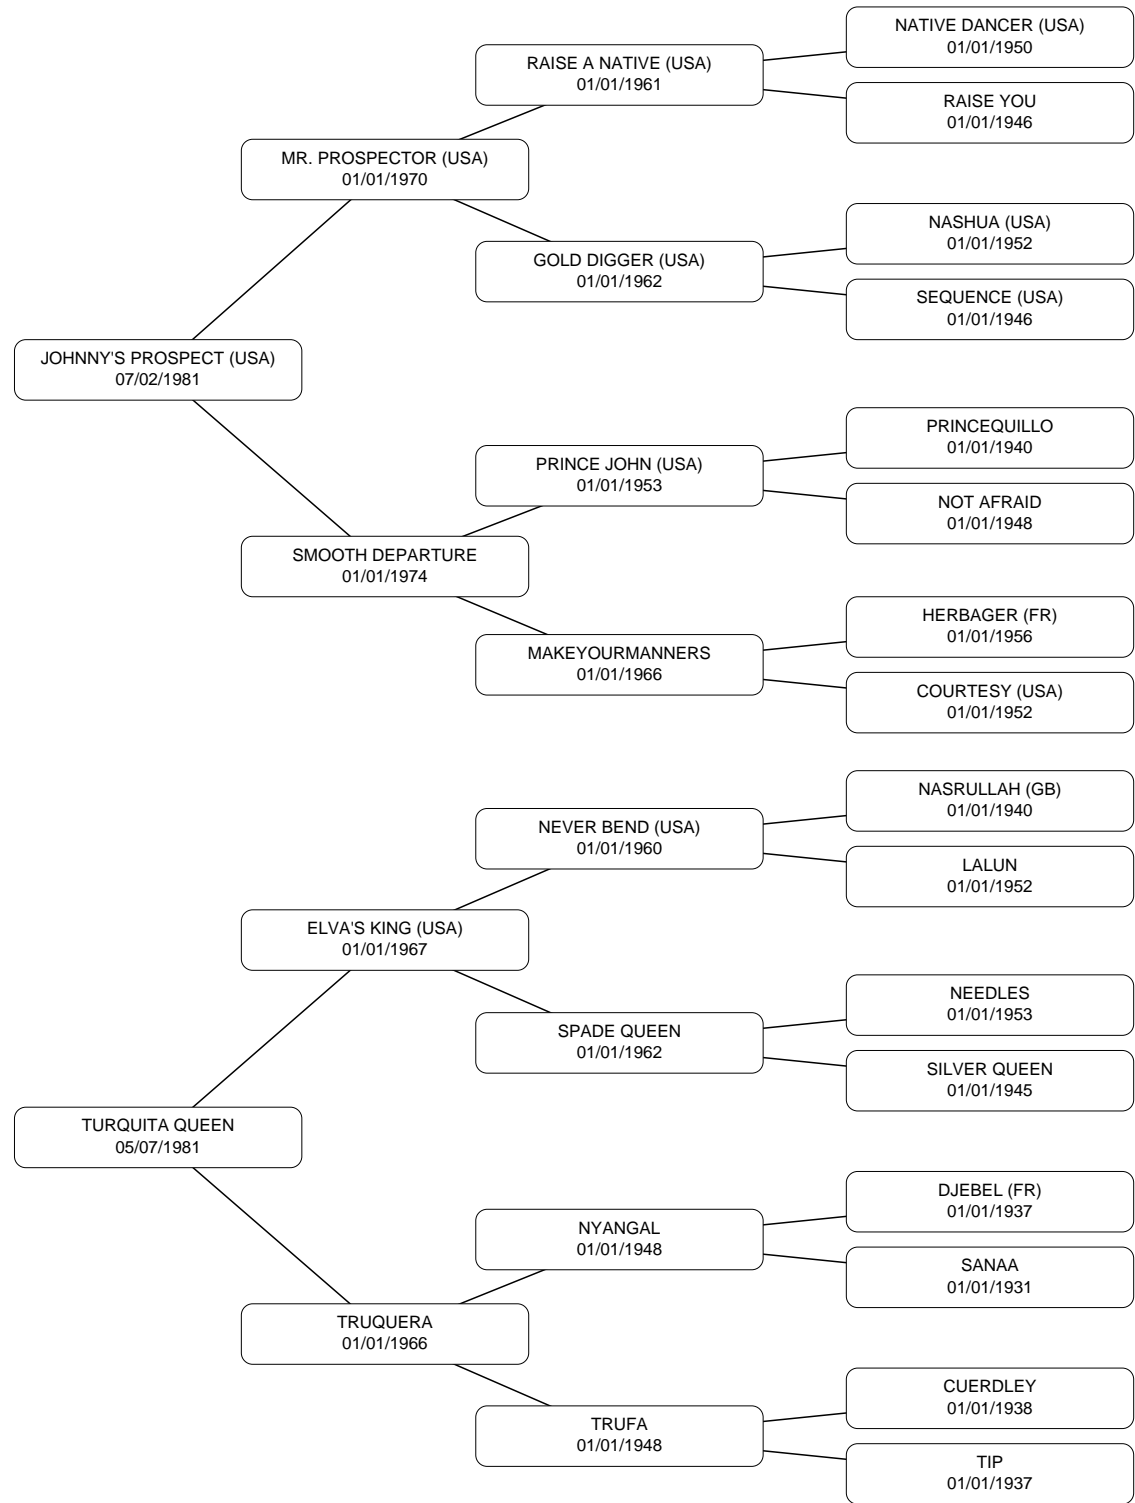 NATIVE DANCER (USA)
01/01/1950
RAISE A NATIVE (USA)
01/01/1961
RAISE YOU
01/01/1946
MR. PROSPECTOR (USA)
01/01/1970
NASHUA (USA)
01/01/1952
GOLD DIGGER (USA)
01/01/1962
SEQUENCE (USA)
01/01/1946
JOHNNY'S PROSPECT (USA)
07/02/1981
PRINCEQUILLO
01/01/1940
PRINCE JOHN (USA)
01/01/1953
NOT AFRAID
01/01/1948
SMOOTH DEPARTURE
01/01/1974
HERBAGER (FR)
01/01/1956
MAKEYOURMANNERS
01/01/1966
COURTESY (USA)
01/01/1952
NASRULLAH (GB)
01/01/1940
NEVER BEND (USA)
01/01/1960
LALUN
01/01/1952
ELVA'S KING (USA)
01/01/1967
NEEDLES
01/01/1953
SPADE QUEEN
01/01/1962
SILVER QUEEN
01/01/1945
TURQUITA QUEEN
05/07/1981
DJEBEL (FR)
01/01/1937
NYANGAL
01/01/1948
SANAA
01/01/1931
TRUQUERA
01/01/1966
CUERDLEY
01/01/1938
TRUFA
01/01/1948
TIP
01/01/1937